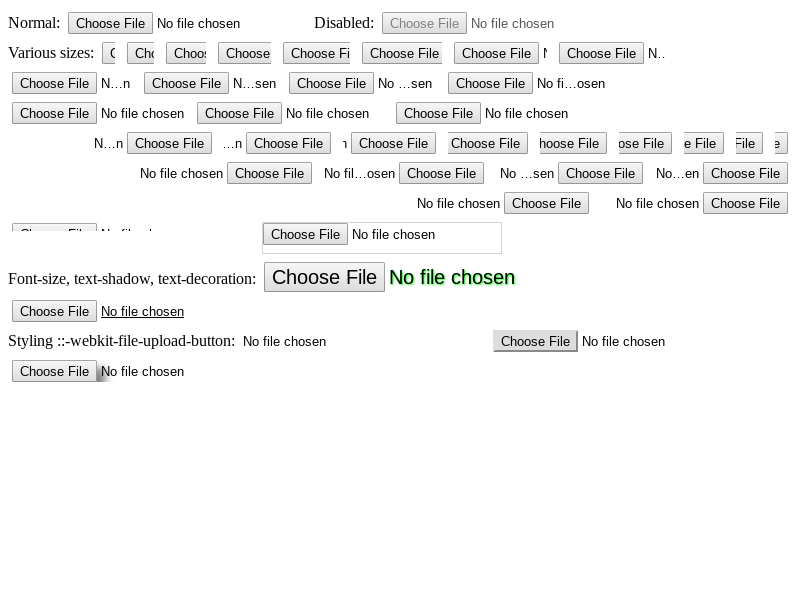 Normal: Choose File No file chosen Disabled: Choose File No file chosen
Various sizes: Cho Choos Choose Choose Fi Choose File Choose File Choose File N..
Choose File N...n Choose File N...sen Choose File No ...sen Choose File No fi...osen
Choose File No file chosen Choose File No file chosen Choose File No file chosen
N...n Choose File ...n Choose File n Choose File Choose File hoose File ose File e File File e
No file chosen Choose File No fil...osen Choose File No ...sen Choose File No...en Choose File
No file chosen Choose File No file chosen Choose File
Choose File No file chosen
Font-size, text-shadow, text-decoration: Choose File No file chosen
Choose File No file chosen
Styling ::-webkit-file-upload-button: No file chosen Choose File No file chosen
Choose File No file chosen